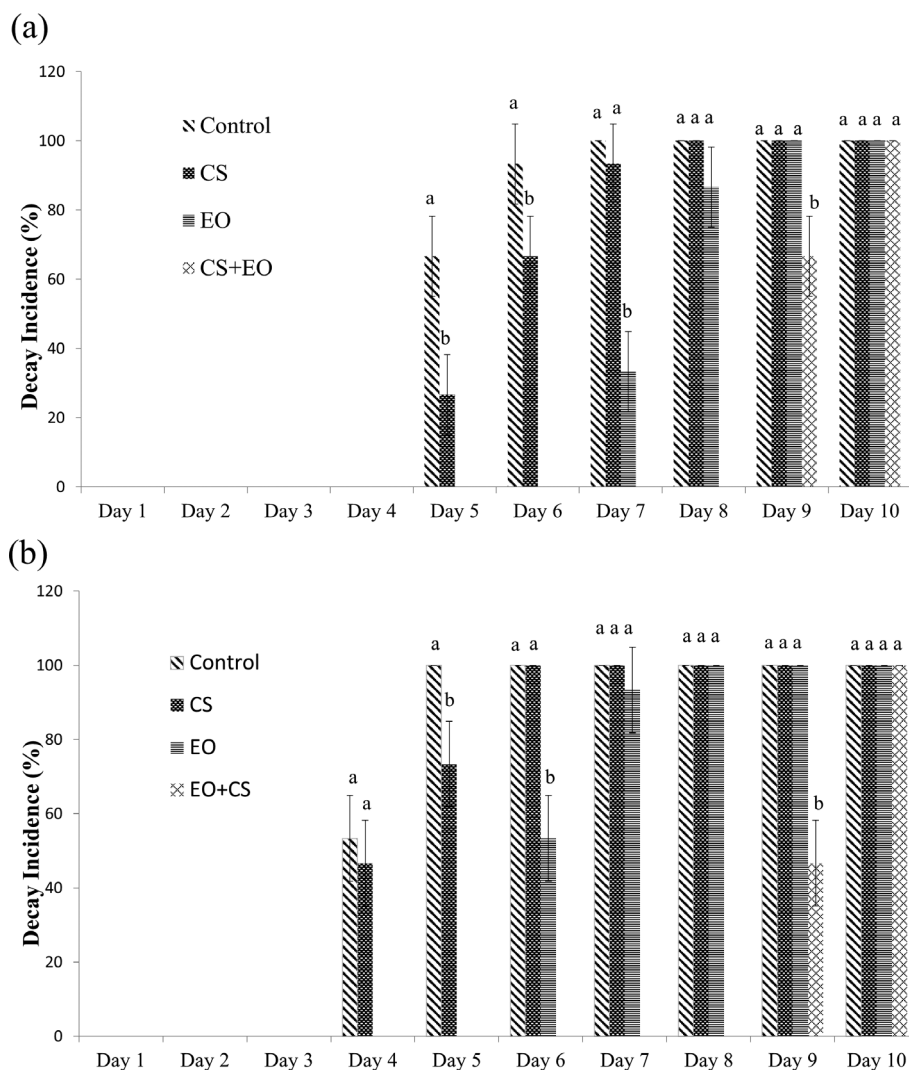 (a)
120
100
80
60
40
20
0
Decay Incidence (%)
Control
CS
EO
CS+EO
a
b
a
b
a a
b
a a a
a a a
b
a a a a
Day 1 Day 2 Day 3 Day 4 Day 5 Day 6 Day 7 Day 8 Day 9 Day 10
(b)
120
100
80
60
40
20
0
Decay Incidence (%)
Control
CS
EO
EO+CS
a
a
a
b
a a
b
a a a
a a a
a a a
b
a a a a
Day 1 Day 2 Day 3 Day 4 Day 5 Day 6 Day 7 Day 8 Day 9 Day 10